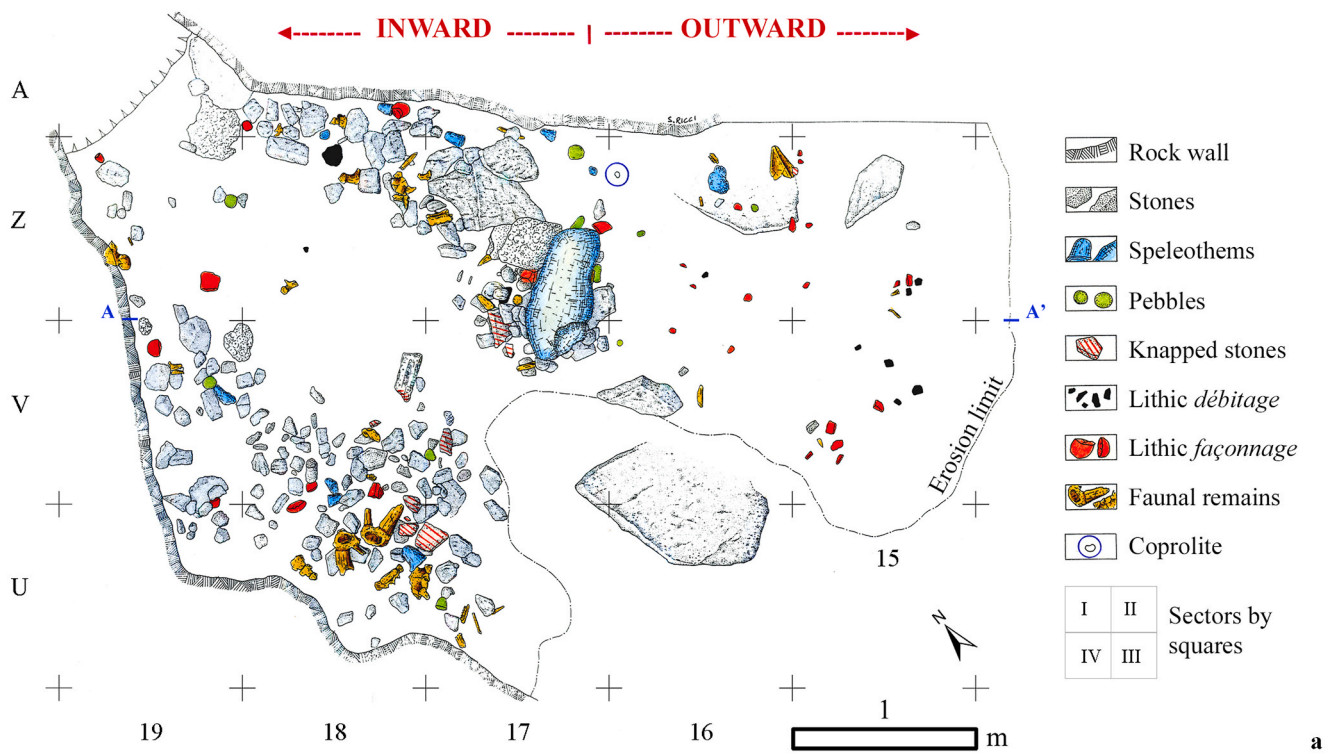 INWARD | OUTWARD
A
S. RICCI
Z
A
A'
V
Erosion limit
U
15
N
19
18
17
16
1
m
Rock wall
Stones
Speleothems
Pebbles
Knapped stones
Lithic débitage
Lithic façonnage
Faunal remains
Coprolite
I II
IV III
Sectors by
squares
a